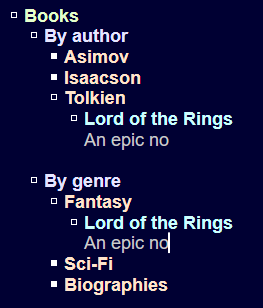 Books
By author
Asimov
Isaacson
Tolkien
Lord of the Rings
An epic no
By genre
Fantasy
Lord of the Rings
An epic no
Sci-Fi
Biographies